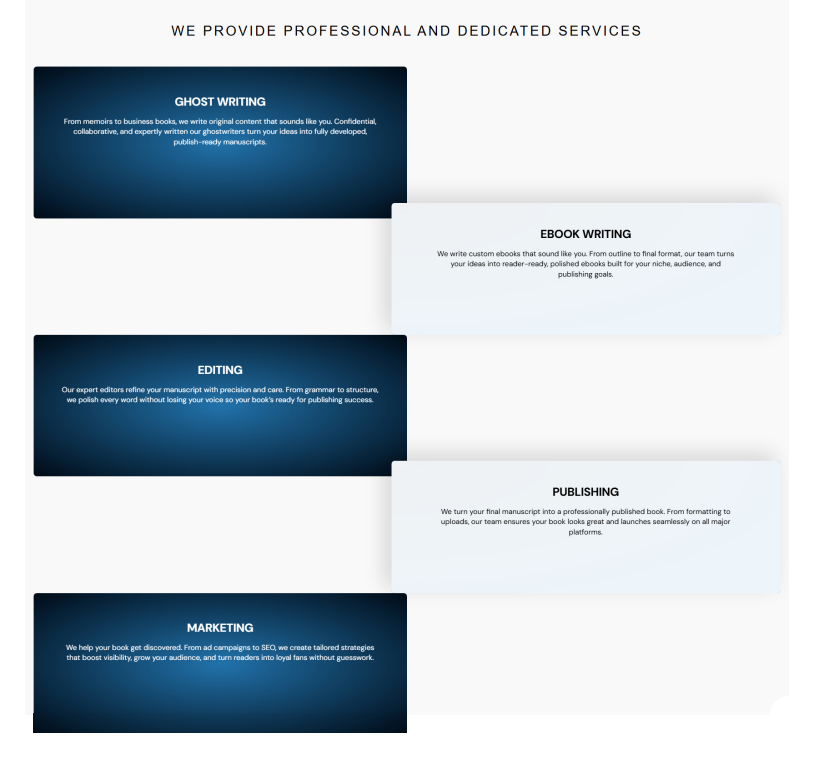 WE PROVIDE PROFESSIONAL AND DEDICATED SERVICES
GHOST WRITING
From memoirs to business books, we write original content that sounds like you. Confidential,
collaborative, and expertly written our ghostwriters turn your ideas into fully developed,
publish-ready manuscripts.
EBOOK WRITING
We write custom ebooks that sound like you. From outline to final format, our team turns
your ideas into reader-ready, polished ebooks built for your niche, audience, and
publishing goals.
EDITING
Our expert editors refine your manuscript with precision and care. From grammar to structure,
we polish every word without losing your voice so your book's ready for publishing success.
PUBLISHING
We turn your final manuscript into a professionally published book. From formatting to
uploads, our team ensures your book looks great and launches seamlessly on all major
platforms.
MARKETING
We help your book get discovered. From ad campaigns to SEO, we create tailored strategies
that boost visibility, grow your audience, and turn readers into loyal fans without guesswork.